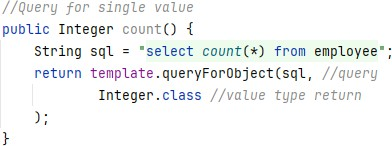 //Query for single value
public Integer count() {
    String sql = "select count(*) from employee";
    return template.queryForObject(sql, //query
            Integer.class //value type return
    );
}